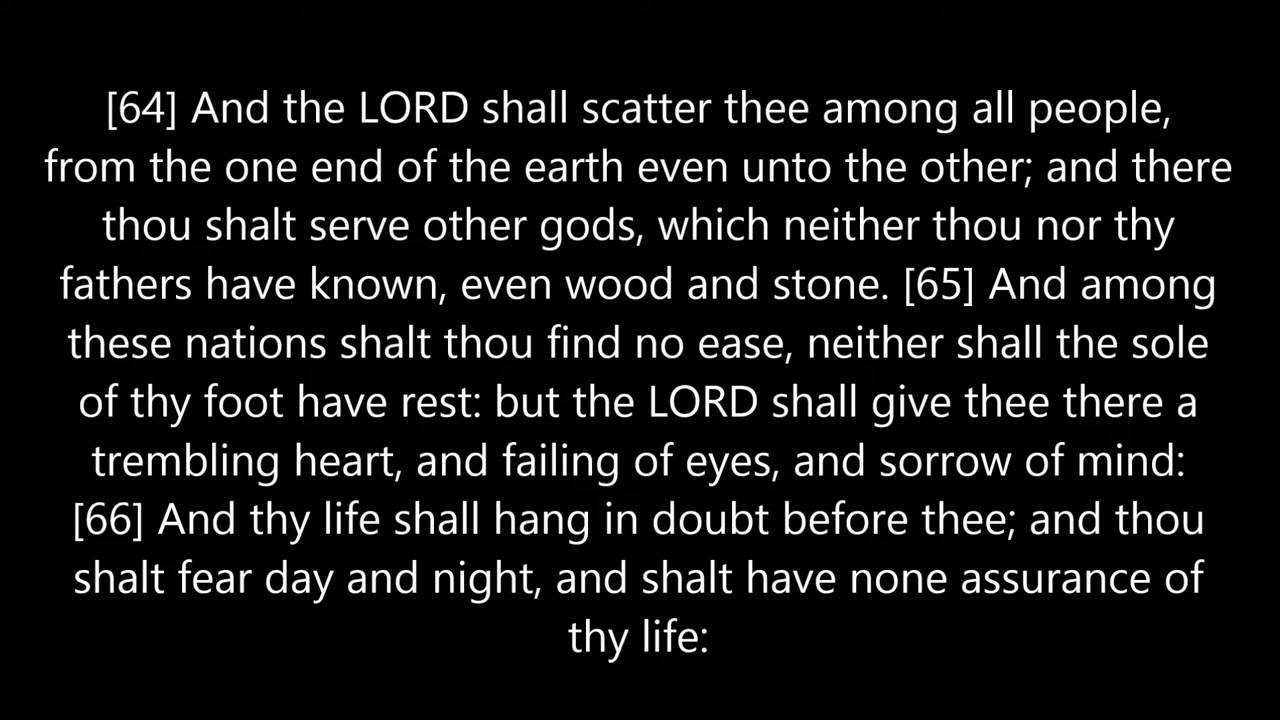 [64] And the LORD shall scatter thee among all people,
from the one end of the earth even unto the other; and there
thou shalt serve other gods, which neither thou nor thy
fathers have known, even wood and stone. [65] And among
these nations shalt thou find no ease, neither shall the sole
of thy foot have rest: but the LORD shall give thee there a
trembling heart, and failing of eyes, and sorrow of mind:
[66] And thy life shall hang in doubt before thee; and thou
shalt fear day and night, and shalt have none assurance of
thy life: